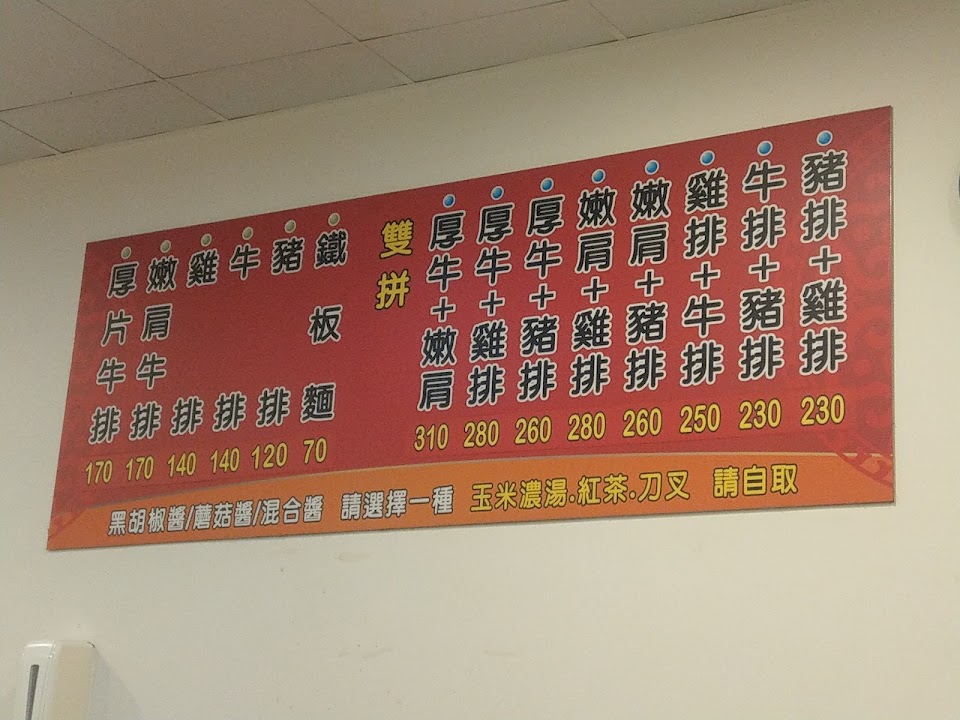 厚片牛排 170
嫩肩牛排 170
雞排 140
牛排 140
豬排 120
鐵板麵 70
雙拼
厚牛+嫩肩 310
厚牛+雞排 280
厚牛+豬排 260
嫩肩+雞排 280
嫩肩+豬排 260
雞排+牛排 250
牛排+豬排 230
豬排+雞排 230
黑胡椒醬/蘑菇醬/混合醬 請選擇一種 玉米濃湯.紅茶.刀叉 請自取